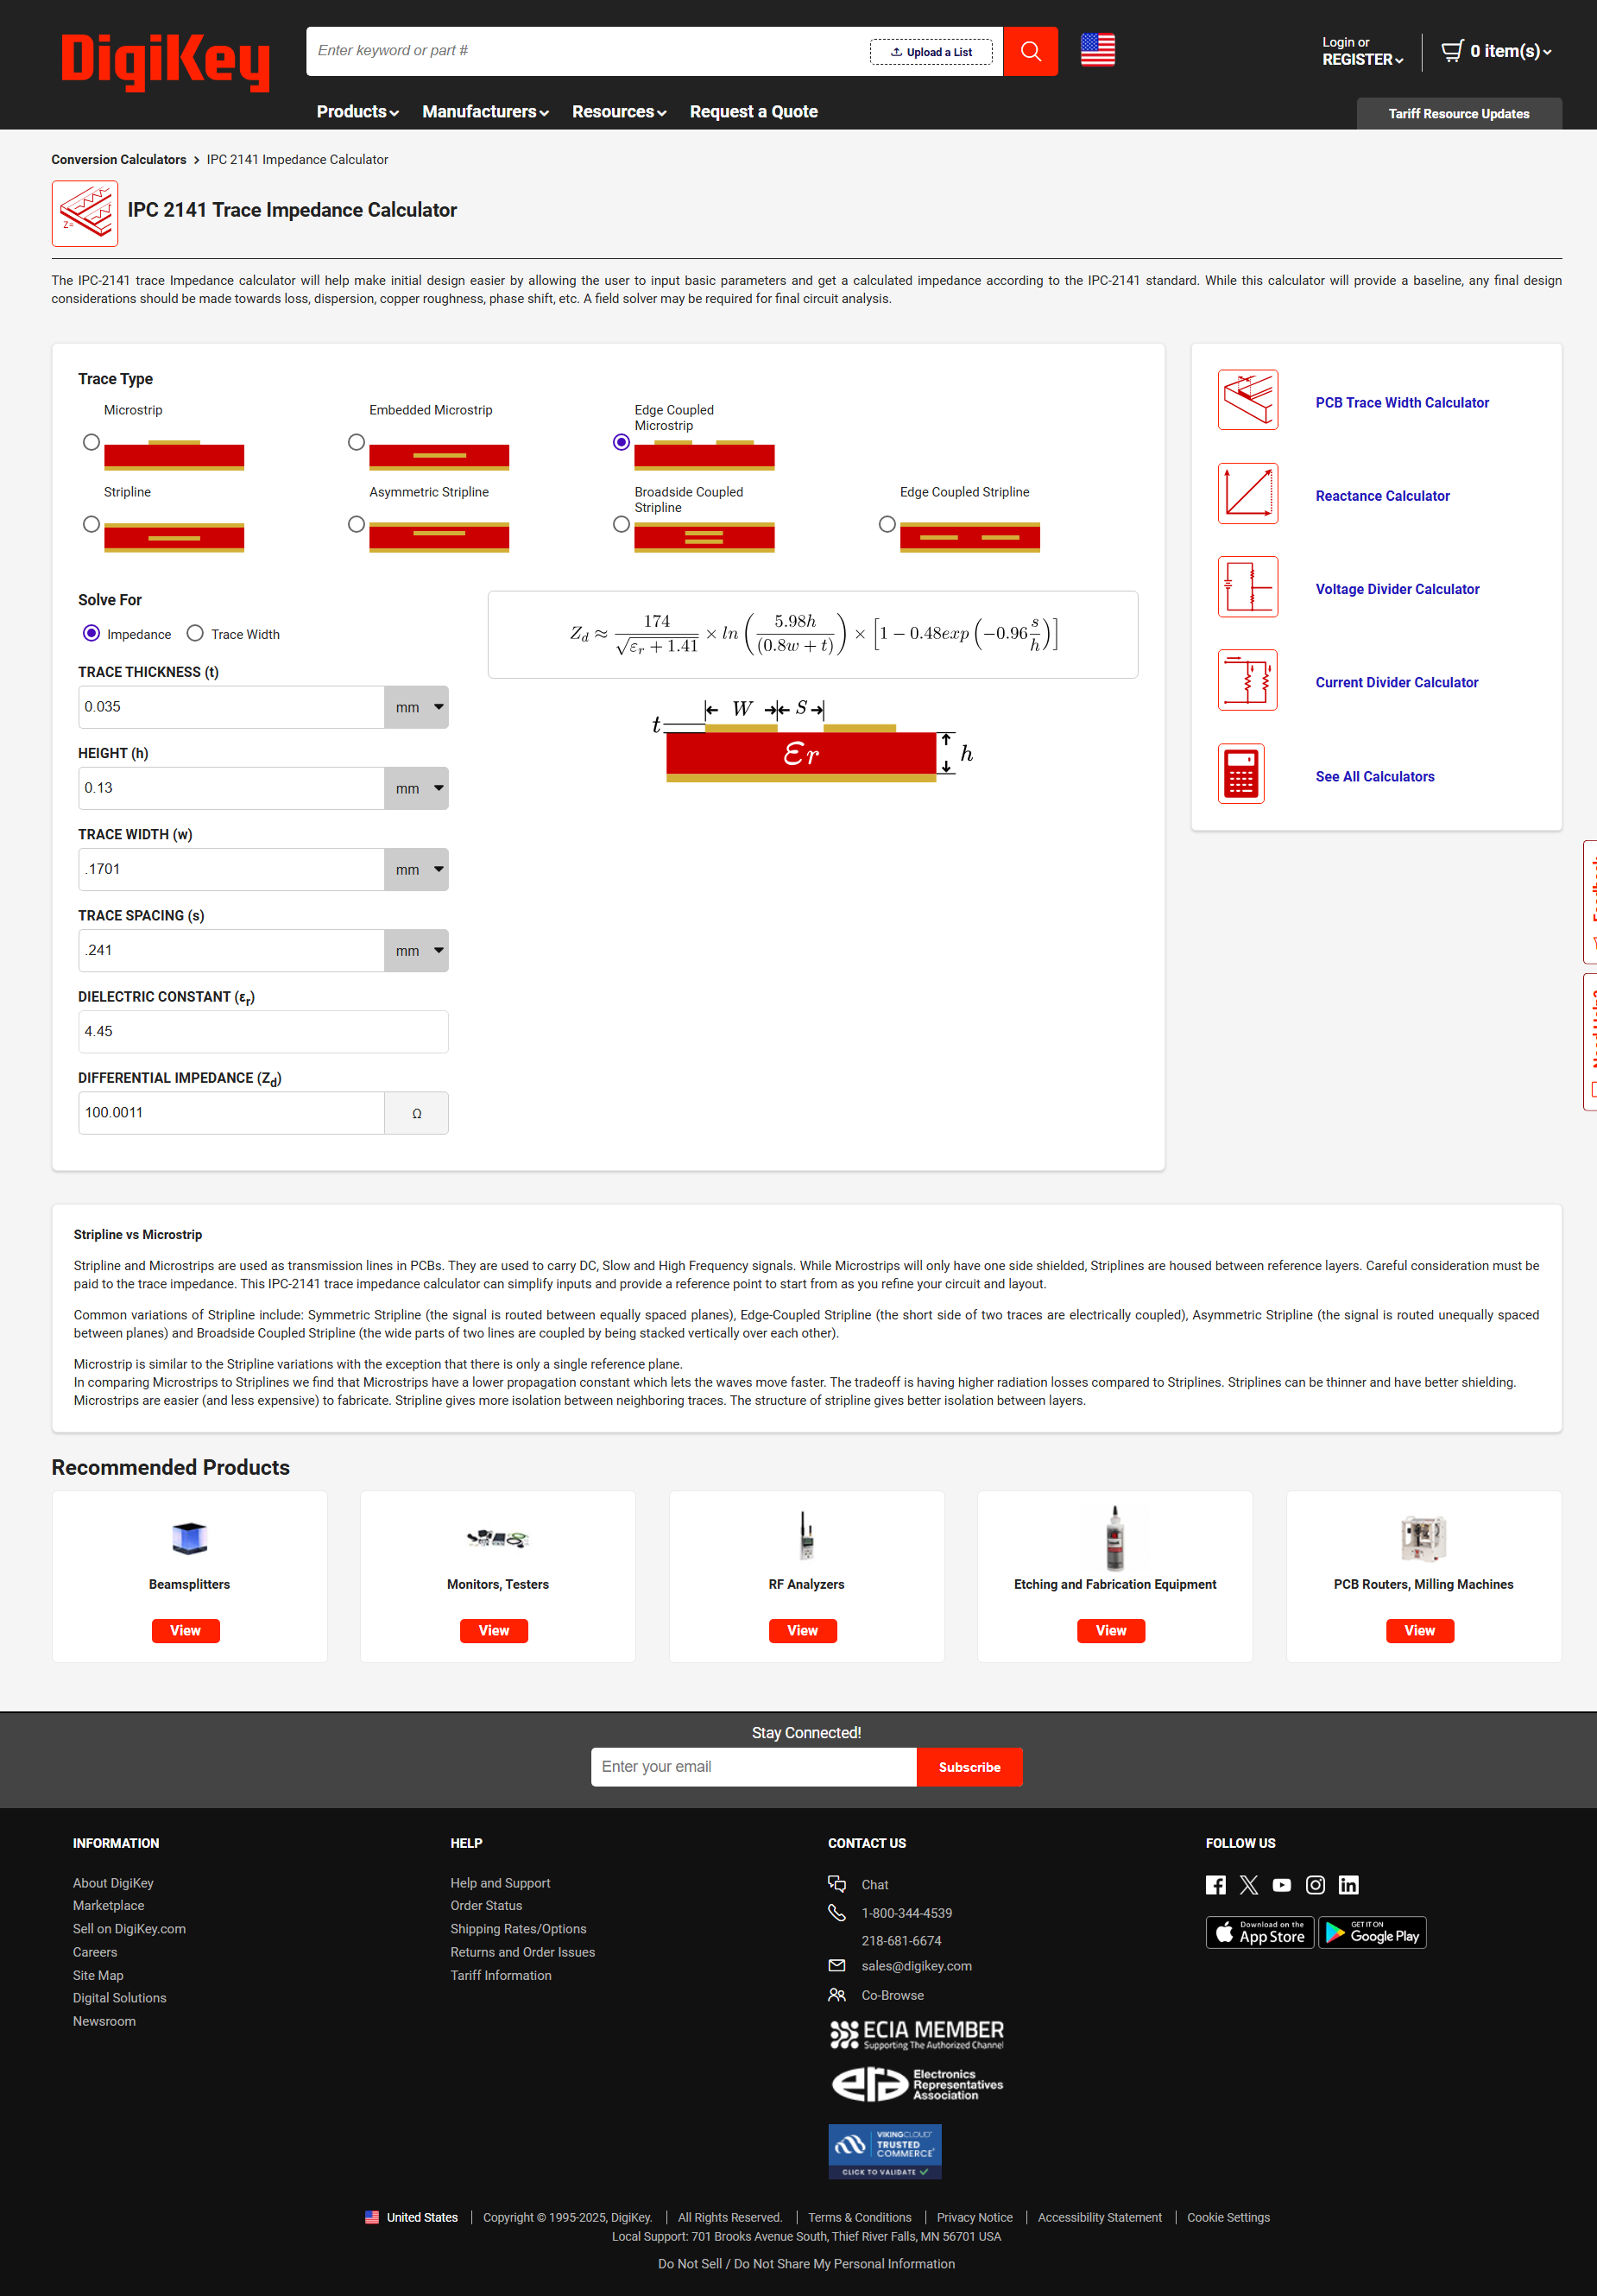 DigiKey
Enter keyword or part #
Upload a List
Login or
REGISTER
0 item(s)
Products
Manufacturers
Resources
Request a Quote
Tariff Resource Updates
Conversion Calculators > IPC 2141 Impedance Calculator
Z=
IPC 2141 Trace Impedance Calculator
The IPC-2141 trace Impedance calculator will help make initial design easier by allowing the user to input basic parameters and get a calculated impedance according to the IPC-2141 standard. While this calculator will provide a baseline, any final design
considerations should be made towards loss, dispersion, copper roughness, phase shift, etc. A field solver may be required for final circuit analysis.
Trace Type
Microstrip
Embedded Microstrip
Edge Coupled
Microstrip
Stripline
Asymmetric Stripline
Broadside Coupled
Stripline
Edge Coupled Stripline
Solve For
Impedance
Trace Width
Z_d ≈ 174 / √(ε_r + 1.41) × ln (5.98h / (0.8w + t)) × [1 − 0.48exp (−0.96 s/h)]
TRACE THICKNESS (t)
0.035 mm
HEIGHT (h)
0.13 mm
TRACE WIDTH (w)
.1701 mm
TRACE SPACING (s)
.241 mm
DIELECTRIC CONSTANT (εr)
4.45
DIFFERENTIAL IMPEDANCE (Zd)
100.0011 Ω
W
S
t
εr
h
PCB Trace Width Calculator
Reactance Calculator
Voltage Divider Calculator
Current Divider Calculator
See All Calculators
Stripline vs Microstrip
Stripline and Microstrips are used as transmission lines in PCBs. They are used to carry DC, Slow and High Frequency signals. While Microstrips will only have one side shielded, Striplines are housed between reference layers. Careful consideration must be
paid to the trace impedance. This IPC-2141 trace impedance calculator can simplify inputs and provide a reference point to start from as you refine your circuit and layout.
Common variations of Stripline include: Symmetric Stripline (the signal is routed between equally spaced planes), Edge-Coupled Stripline (the short side of two traces are electrically coupled), Asymmetric Stripline (the signal is routed unequally spaced
between planes) and Broadside Coupled Stripline (the wide parts of two lines are coupled by being stacked vertically over each other).
Microstrip is similar to the Stripline variations with the exception that there is only a single reference plane.
In comparing Microstrips to Striplines we find that Microstrips have a lower propagation constant which lets the waves move faster. The tradeoff is having higher radiation losses compared to Striplines. Striplines can be thinner and have better shielding.
Microstrips are easier (and less expensive) to fabricate. Stripline gives more isolation between neighboring traces. The structure of stripline gives better isolation between layers.
Recommended Products
Beamsplitters
View
Monitors, Testers
View
RF Analyzers
View
Etching and Fabrication Equipment
View
PCB Routers, Milling Machines
View
Stay Connected!
Enter your email
Subscribe
INFORMATION
About DigiKey
Marketplace
Sell on DigiKey.com
Careers
Site Map
Digital Solutions
Newsroom
HELP
Help and Support
Order Status
Shipping Rates/Options
Returns and Order Issues
Tariff Information
CONTACT US
Chat
1-800-344-4539
218-681-6674
sales@digikey.com
Co-Browse
ECIA MEMBER
Supporting The Authorized Channel
era Electronics
Representatives
Association
VIKINGCLOUD
TRUSTED
COMMERCE
CLICK TO VALIDATE
FOLLOW US
Download on the
App Store
GET IT ON
Google Play
United States | Copyright © 1995-2025, DigiKey. | All Rights Reserved. | Terms & Conditions | Privacy Notice | Accessibility Statement | Cookie Settings
Local Support: 701 Brooks Avenue South, Thief River Falls, MN 56701 USA
Do Not Sell / Do Not Share My Personal Information